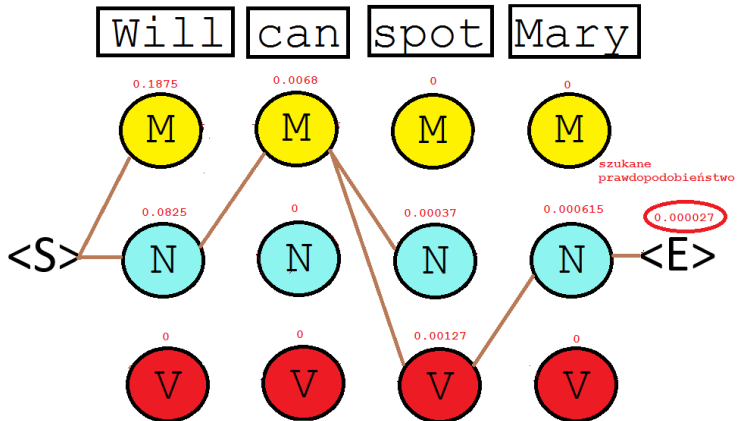 Will can spot Mary
0.1875 0.0068 0 0
M M M M
szukane
prawdopodobieństwo
0.0825 0 0.00037 0.000615 0.000027
<S> N N N N <E>
0 0 0.00127 0
V V V V